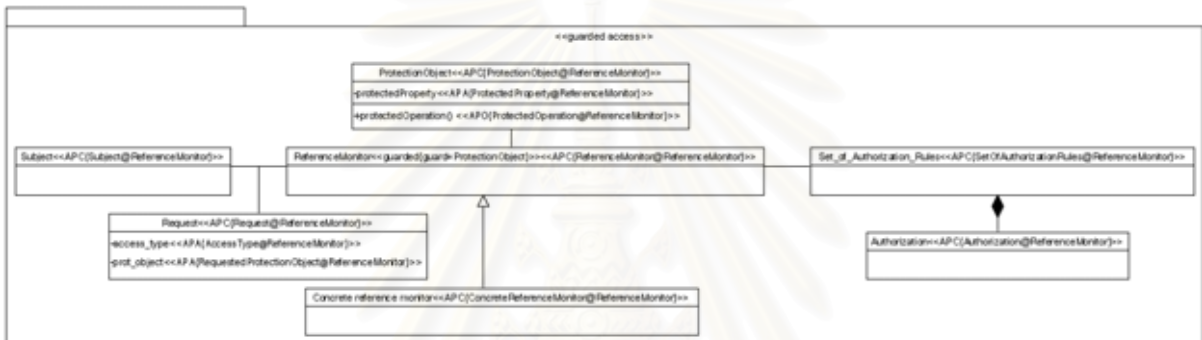 <<guarded access>>
ProtectionObject<<APC{ProtectionObject@ReferenceMonitor}>>
-protectedProperty<<APA{ProtectedProperty@ReferenceMonitor}>>
+protectedOperation() <<APO{ProtectedOperation@ReferenceMonitor}>>
Subject<<APC{Subject@ReferenceMonitor}>>
ReferenceMonitor<<guarded{guard=ProtectionObject}>><<APC{ReferenceMonitor@ReferenceMonitor}>>
Set_of_Authorization_Rules<<APC{SetOfAuthorizationRules@ReferenceMonitor}>>
Request<<APC{Request@ReferenceMonitor}>>
-access_type<<APA{AccessType@ReferenceMonitor}>>
-prot_object<<APA{RequestedProtectionObject@ReferenceMonitor}>>
Authorization<<APC{Authorization@ReferenceMonitor}>>
Concrete reference monitor<<APC{ConcreteReferenceMonitor@ReferenceMonitor}>>